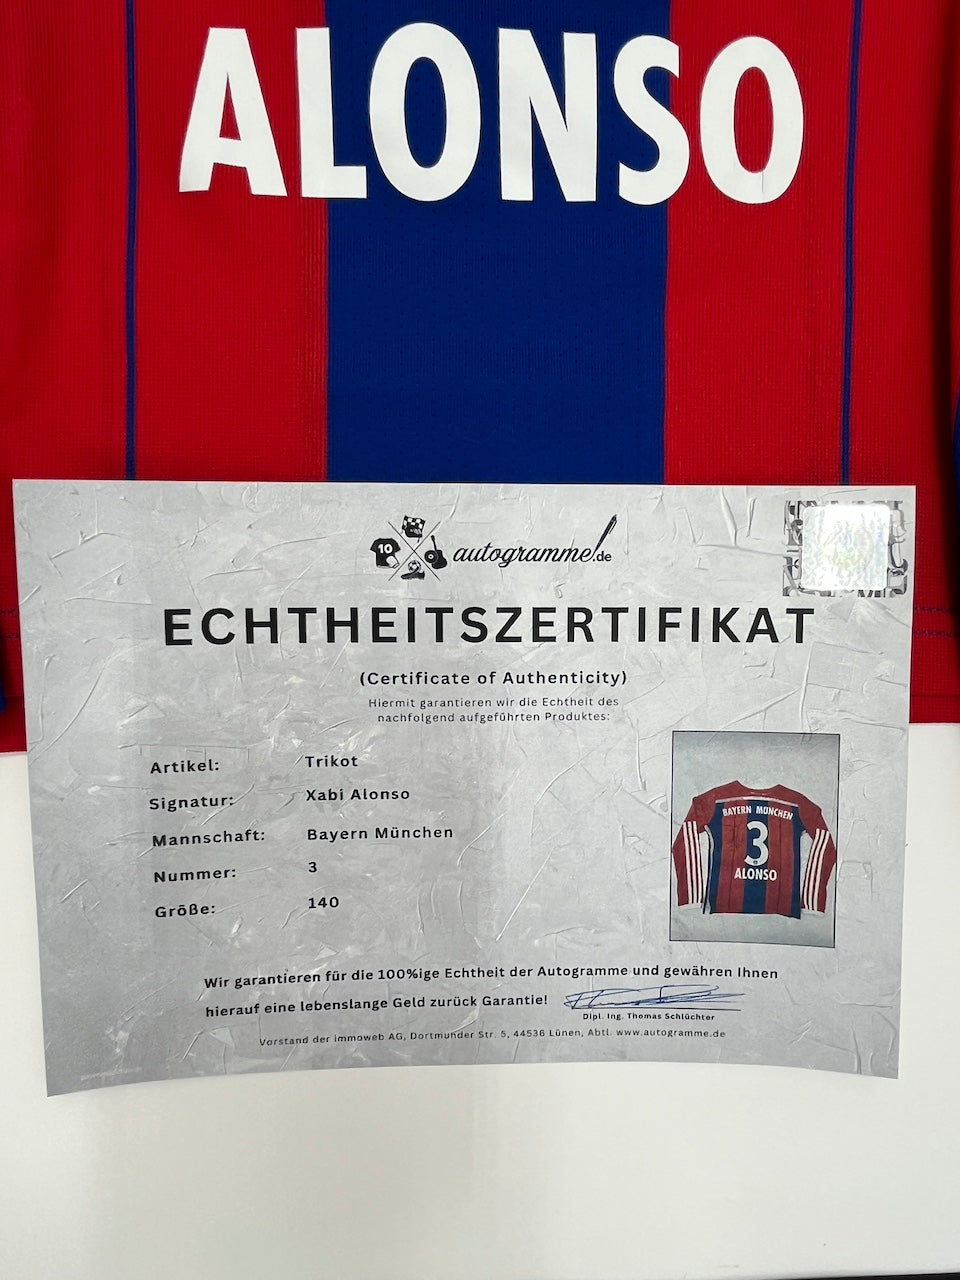 ALONSO
10
autogramme.de
ECHTHEITSZERTIFIKAT
(Certificate of Authenticity)
Hiermit garantieren wir die Echtheit des
nachfolgend aufgeführten Produktes:
Artikel: Trikot
Signatur: Xabi Alonso
Mannschaft: Bayern München
Nummer: 3
Größe: 140
BAYERN MÜNCHEN
3
ALONSO
Wir garantieren für die 100%ige Echtheit der Autogramme und gewähren Ihnen
hierauf eine lebenslange Geld zurück Garantie!
Dipl. Ing. Thomas Schlüchter
Vorstand der immoweb AG, Dortmunder Str. 5, 44536 Lünen, Abtl. www.autogramme.de